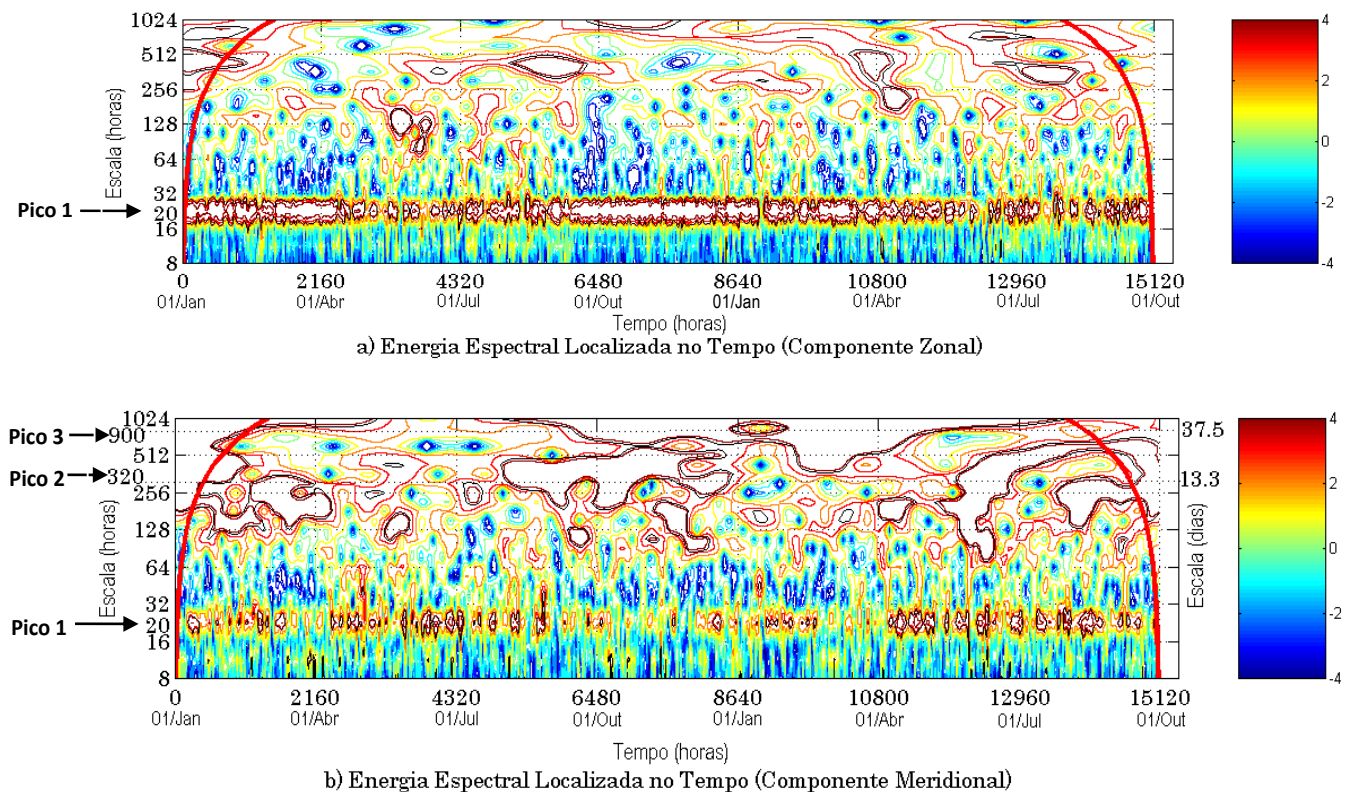 1024
512
256
128
64
32
20
16
8
Escala (horas)
Pico 1
0 2160 4320 6480 8640 10800 12960 15120
01/Jan 01/Abr 01/Jul 01/Out 01/Jan 01/Abr 01/Jul 01/Out
Tempo (horas)
4
2
0
-2
-4
a) Energia Espectral Localizada no Tempo (Componente Zonal)
1024
Pico 3 900
512
Pico 2 320
256
128
64
32
Pico 1 20
16
8
Escala (horas)
37.5
13.3
Escala (dias)
0 2160 4320 6480 8640 10800 12960 15120
01/Jan 01/Abr 01/Jul 01/Out 01/Jan 01/Abr 01/Jul 01/Out
Tempo (horas)
4
2
0
-2
-4
b) Energia Espectral Localizada no Tempo (Componente Meridional)